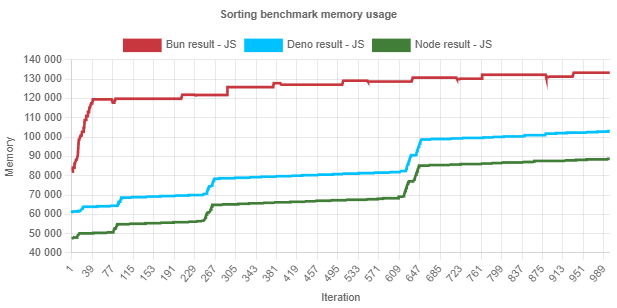 Sorting benchmark memory usage
Bun result - JS Deno result - JS Node result - JS
140 000
130 000
120 000
110 000
100 000
90 000
80 000
70 000
60 000
50 000
40 000
Memory
1 39 77 115 153 191 229 267 305 343 381 419 457 495 533 571 609 647 685 723 761 799 837 875 913 951 989
Iteration